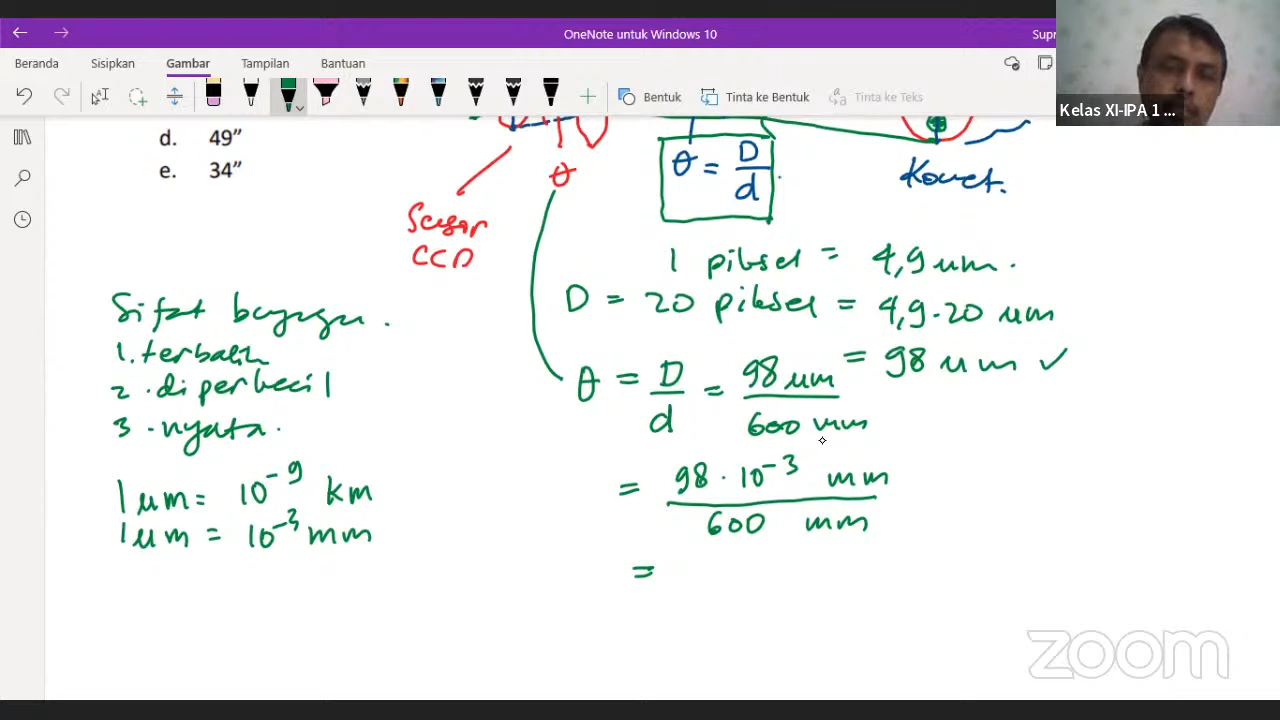 OneNote untuk Windows 10
Supr
Beranda Sisipkan Gambar Tampilan Bantuan
Bentuk Tinta ke Bentuk Tinta ke Teks
Kelas XI-IPA 1 ...
d. 49”
e. 34”
θ
θ = D/d
Komet.
Sensor
CCD
1 piksel = 4,9 um.
D = 20 piksel = 4,9 · 20 um
= 98 um ✓
θ = D/d = 98 um / 600 mm
= 98 · 10⁻³ mm / 600 mm
=
Sifat bayangan.
1. terbalik
2. diperkecil
3. nyata.
1 um = 10⁻⁹ km
1 um = 10⁻³ mm
zoom